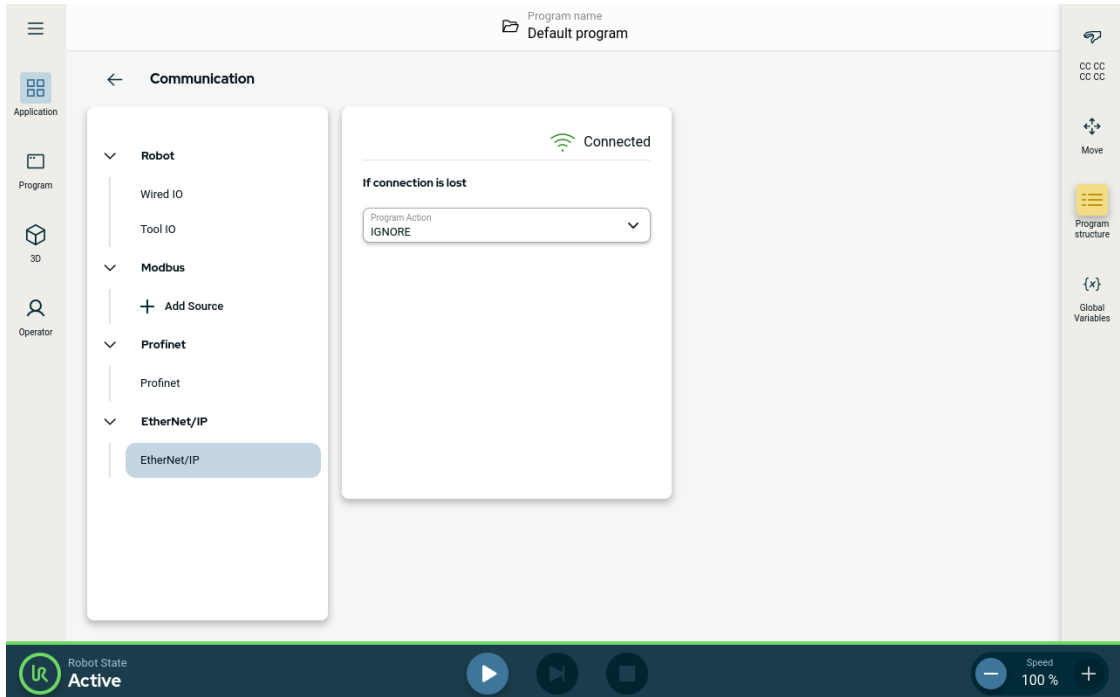 Program name
Default program
Communication
Application
Program
3D
Operator
Robot
Wired IO
Tool IO
Modbus
Add Source
Profinet
Profinet
EtherNet/IP
EtherNet/IP
Connected
If connection is lost
Program Action
IGNORE
CC CC
CC CC
Move
Program
structure
{x}
Global
Variables
UR
Robot State
Active
Speed
100 %